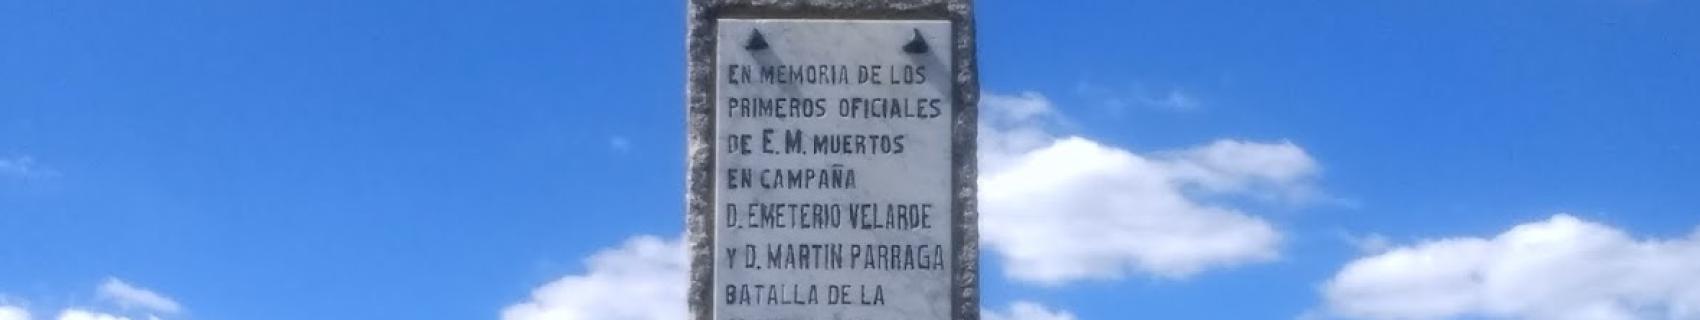 EN MEMORIA DE LOS
PRIMEROS OFICIALES
DE E.M. MUERTOS
EN CAMPAÑA
D. EMETERIO VELARDE
Y D. MARTIN PARRAGA
BATALLA DE LA